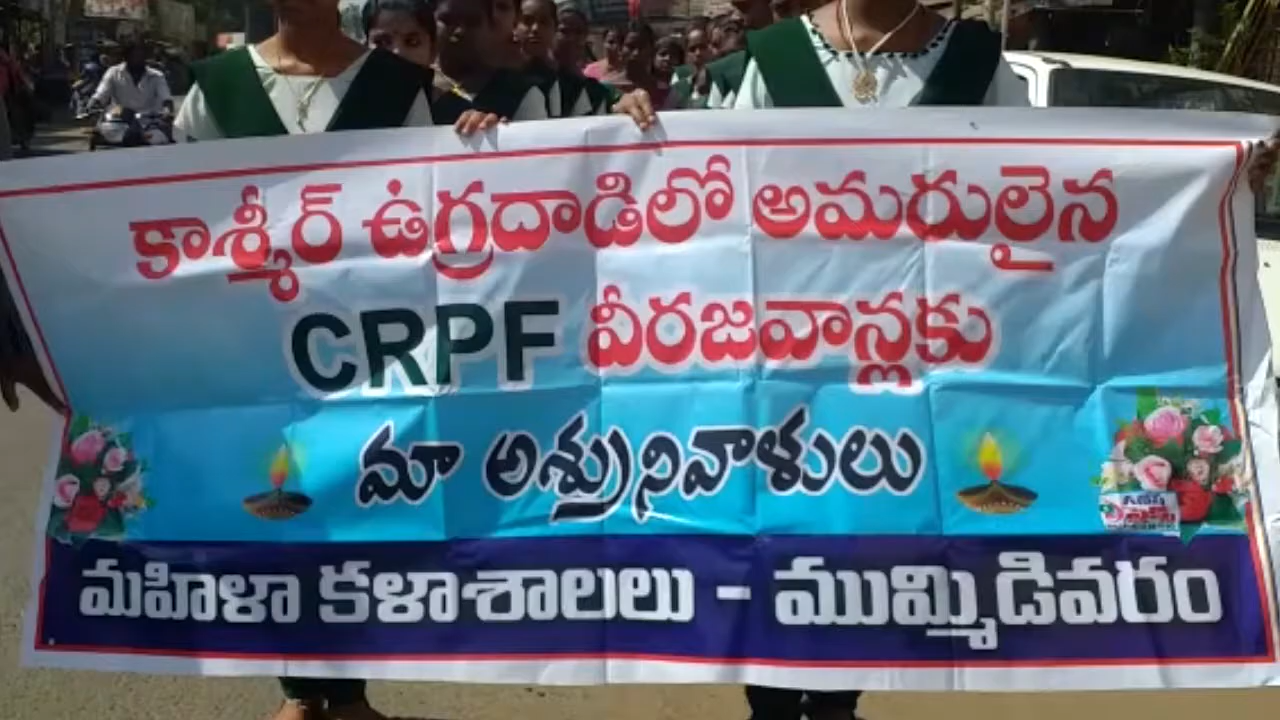 కాశ్మీర్ ఉగ్రదాడిలో అమరులైన
CRPF వీరజవాన్లకు
మా అశ్రునివాళులు
మహిళా కళాశాలలు - ముమ్మిడివరం